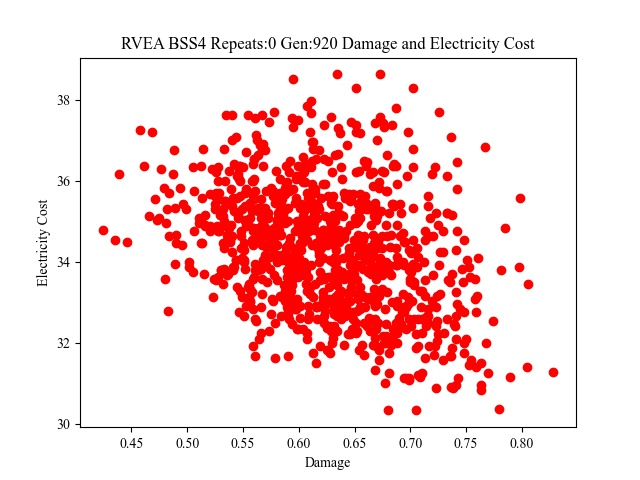 RVEA BSS4 Repeats:0 Gen:920 Damage and Electricity Cost
Electricity Cost
38
36
34
32
30
0.45 0.50 0.55 0.60 0.65 0.70 0.75 0.80
Damage